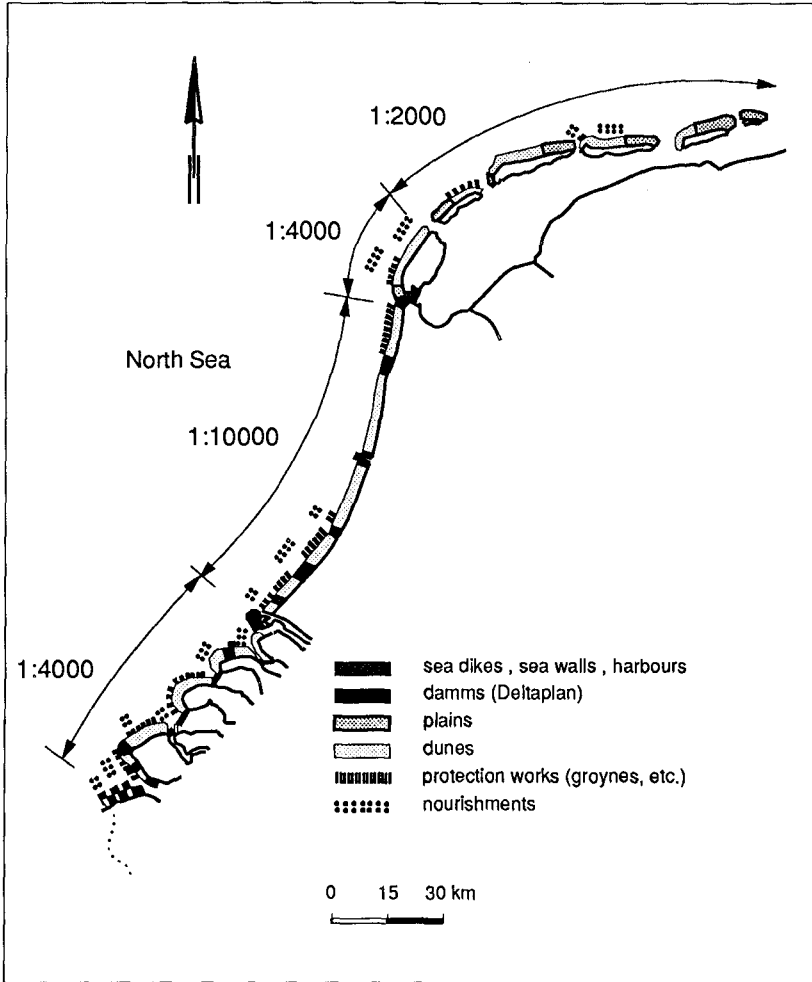 1:2000
1:4000
North Sea
1:10000
1:4000
sea dikes , sea walls , harbours
damms (Deltaplan)
plains
dunes
protection works (groynes, etc.)
nourishments
0 15 30 km